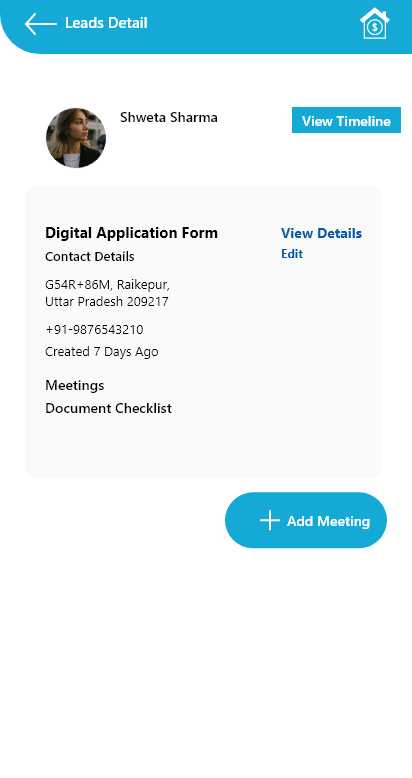 Leads Detail
$
Shweta Sharma
View Timeline
Digital Application Form
View Details
Contact Details
Edit
G54R+86M, Raikepur,
Uttar Pradesh 209217
+91-9876543210
Created 7 Days Ago
Meetings
Document Checklist
Add Meeting